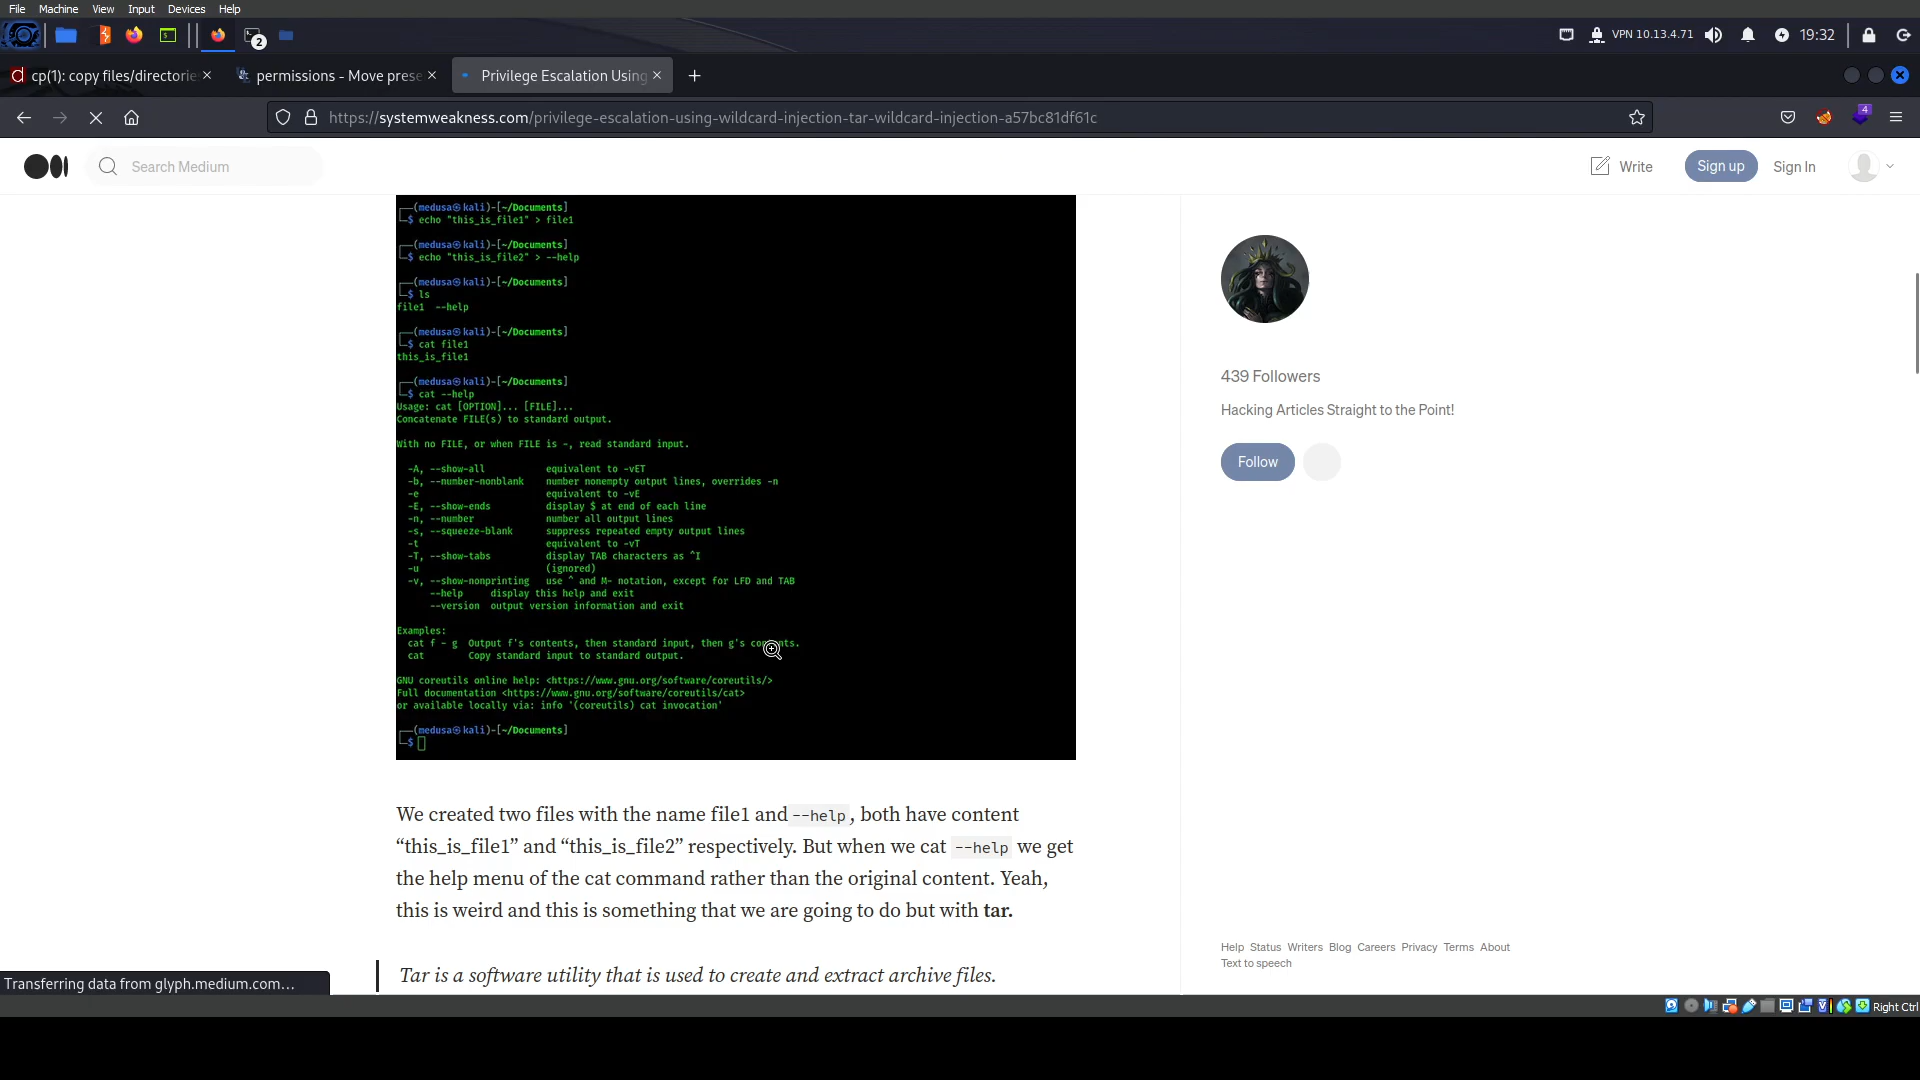 File Machine View Input Devices Help
2
VPN 10.13.4.71
19:32
cp(1): copy files/directorie
permissions - Move prese
Privilege Escalation Using
https://systemweakness.com/privilege-escalation-using-wildcard-injection-tar-wildcard-injection-a57bc81df61c
4
Search Medium
Write
Sign up
Sign In
┌──(medusa㉿kali)-[~/Documents]
└─$ echo "this_is_file1" > file1
┌──(medusa㉿kali)-[~/Documents]
└─$ echo "this_is_file2" > --help
┌──(medusa㉿kali)-[~/Documents]
└─$ ls
file1 --help
┌──(medusa㉿kali)-[~/Documents]
└─$ cat file1
this_is_file1
┌──(medusa㉿kali)-[~/Documents]
└─$ cat --help
Usage: cat [OPTION]... [FILE]...
Concatenate FILE(s) to standard output.
With no FILE, or when FILE is -, read standard input.
-A, --show-all equivalent to -vET
-b, --number-nonblank number nonempty output lines, overrides -n
-e equivalent to -vE
-E, --show-ends display $ at end of each line
-n, --number number all output lines
-s, --squeeze-blank suppress repeated empty output lines
-t equivalent to -vT
-T, --show-tabs display TAB characters as ^I
-u (ignored)
-v, --show-nonprinting use ^ and M- notation, except for LFD and TAB
--help display this help and exit
--version output version information and exit
Examples:
cat f - g Output f's contents, then standard input, then g's contents.
cat Copy standard input to standard output.
GNU coreutils online help: <https://www.gnu.org/software/coreutils/>
Full documentation <https://www.gnu.org/software/coreutils/cat>
or available locally via: info '(coreutils) cat invocation'
┌──(medusa㉿kali)-[~/Documents]
└─$
We created two files with the name file1 and --help, both have content
“this_is_file1” and “this_is_file2” respectively. But when we cat --help we get
the help menu of the cat command rather than the original content. Yeah,
this is weird and this is something that we are going to do but with tar.
Tar is a software utility that is used to create and extract archive files.
439 Followers
Hacking Articles Straight to the Point!
Follow
Help Status Writers Blog Careers Privacy Terms About
Text to speech
Transferring data from glyph.medium.com…
Right Ctrl